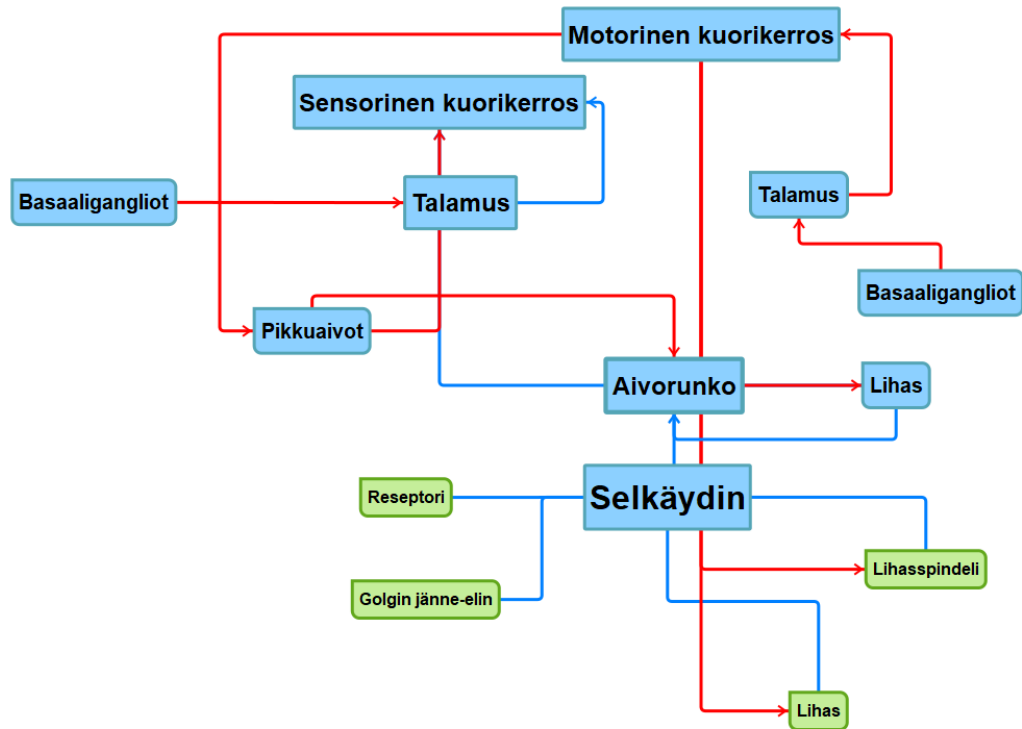 Motorinen kuorikerros
Sensorinen kuorikerros
Basaaligangliot
Talamus
Talamus
Basaaligangliot
Pikkuaivot
Aivorunko
Lihas
Reseptori
Selkäydin
Lihasspindeli
Golgin jänne-elin
Lihas